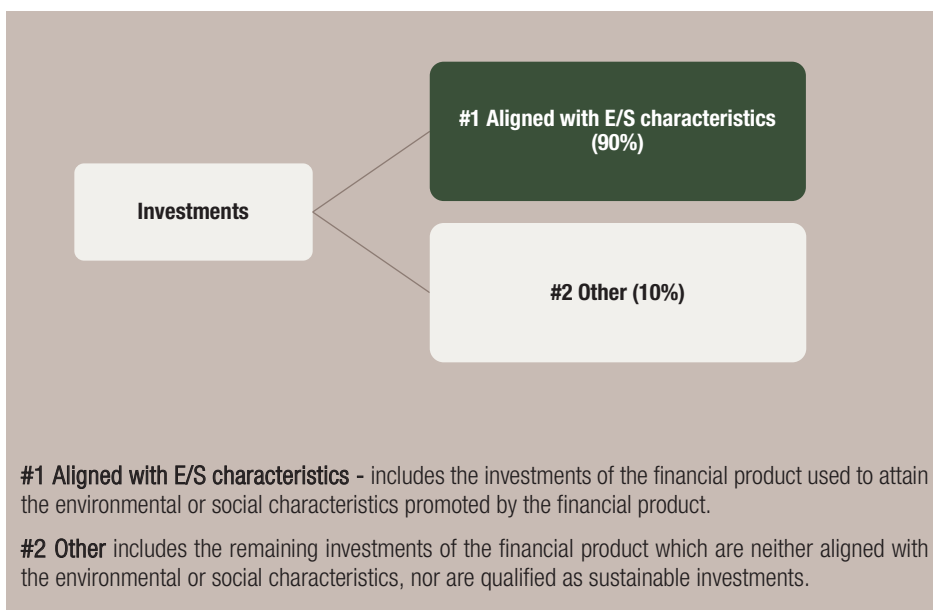 #1 Aligned with E/S characteristics
(90%)
Investments
#2 Other (10%)
#1 Aligned with E/S characteristics - includes the investments of the financial product used to attain
the environmental or social characteristics promoted by the financial product.
#2 Other includes the remaining investments of the financial product which are neither aligned with
the environmental or social characteristics, nor are qualified as sustainable investments.